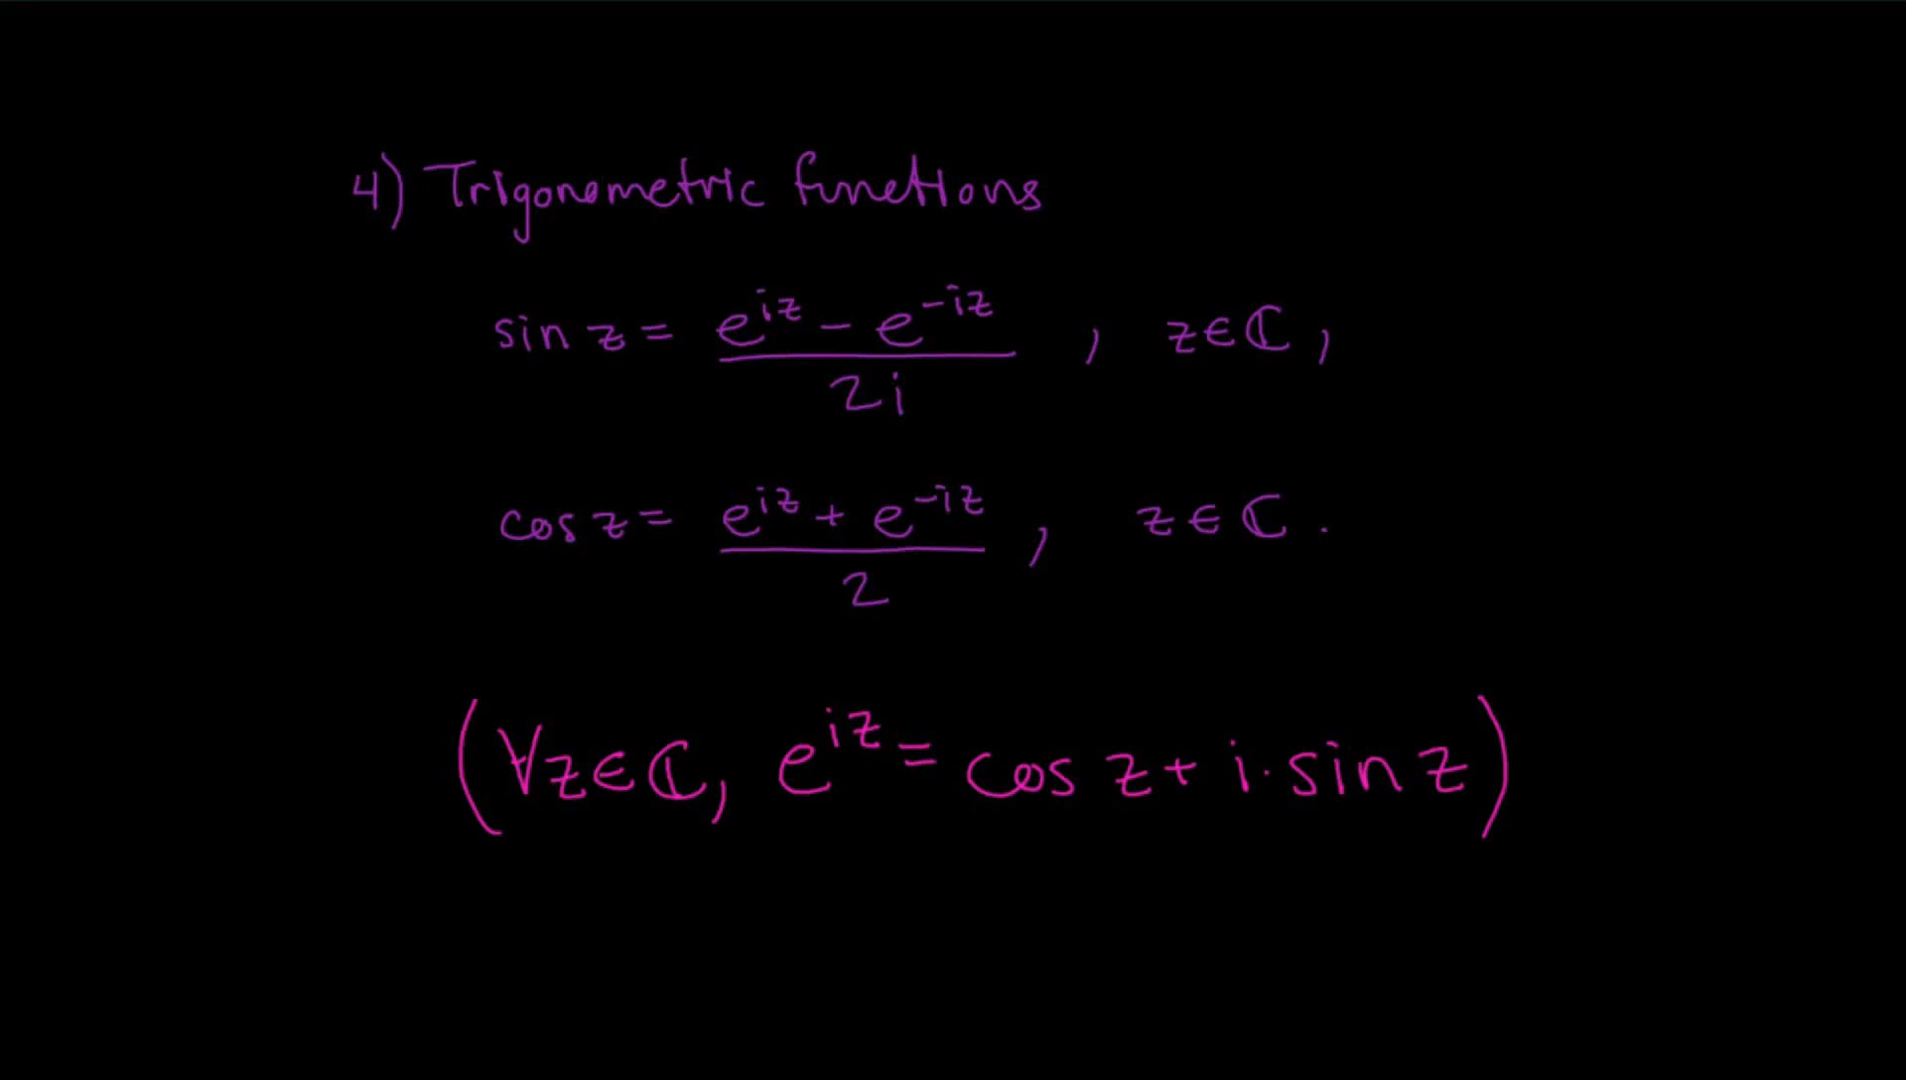 4) Trigonometric functions
sin z = (e^{iz} - e^{-iz}) / 2i , z ∈ ℂ ,
cos z = (e^{iz} + e^{-iz}) / 2 , z ∈ ℂ .
(∀z ∈ ℂ, e^{iz} = cos z + i · sin z)